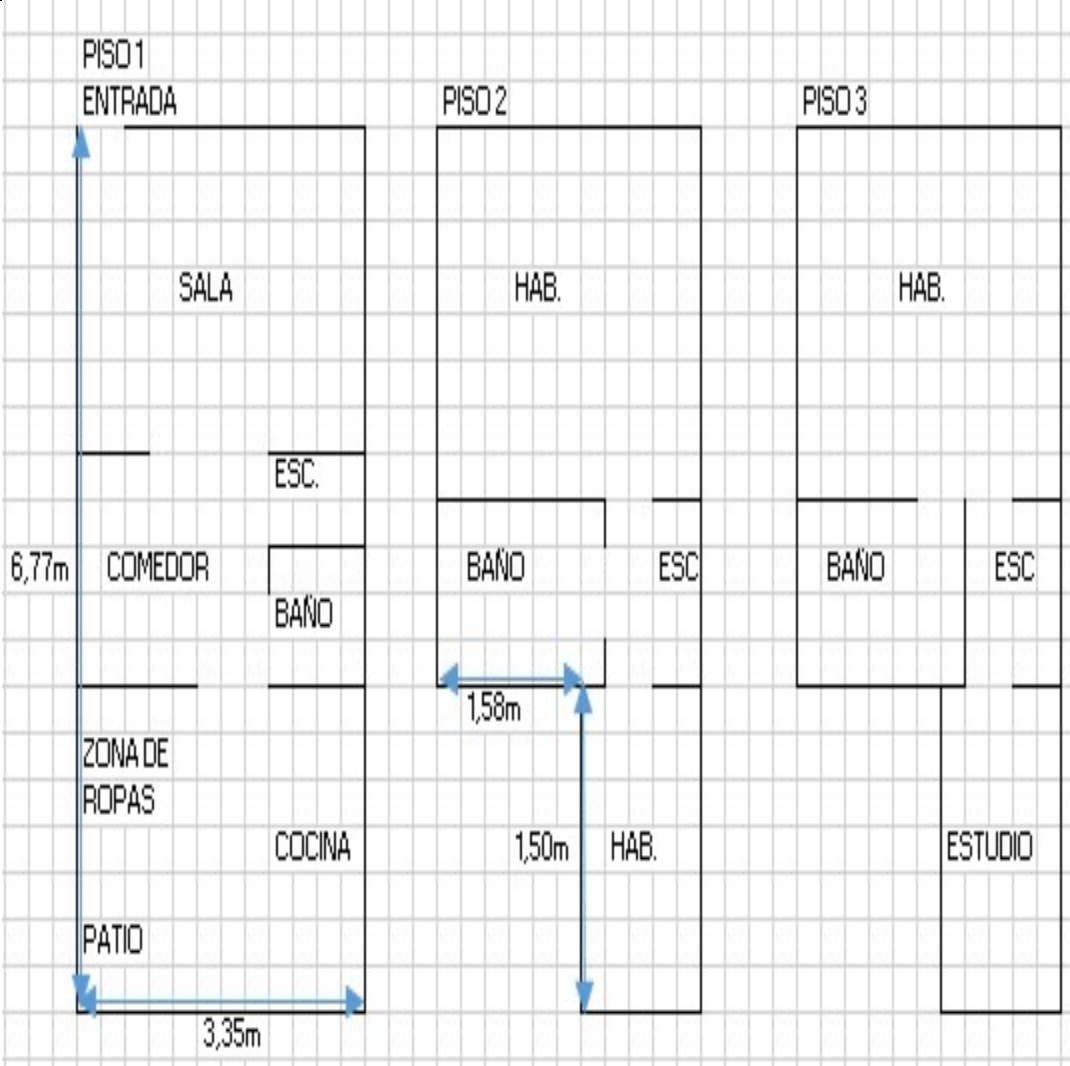 PISO 1
ENTRADA
SALA
ESC.
6,77m
COMEDOR
BAÑO
ZONA DE
ROPAS
COCINA
PATIO
3,35m
PISO 2
HAB.
BAÑO
ESC
1,58m
1,50m
HAB.
PISO 3
HAB.
BAÑO
ESC
ESTUDIO